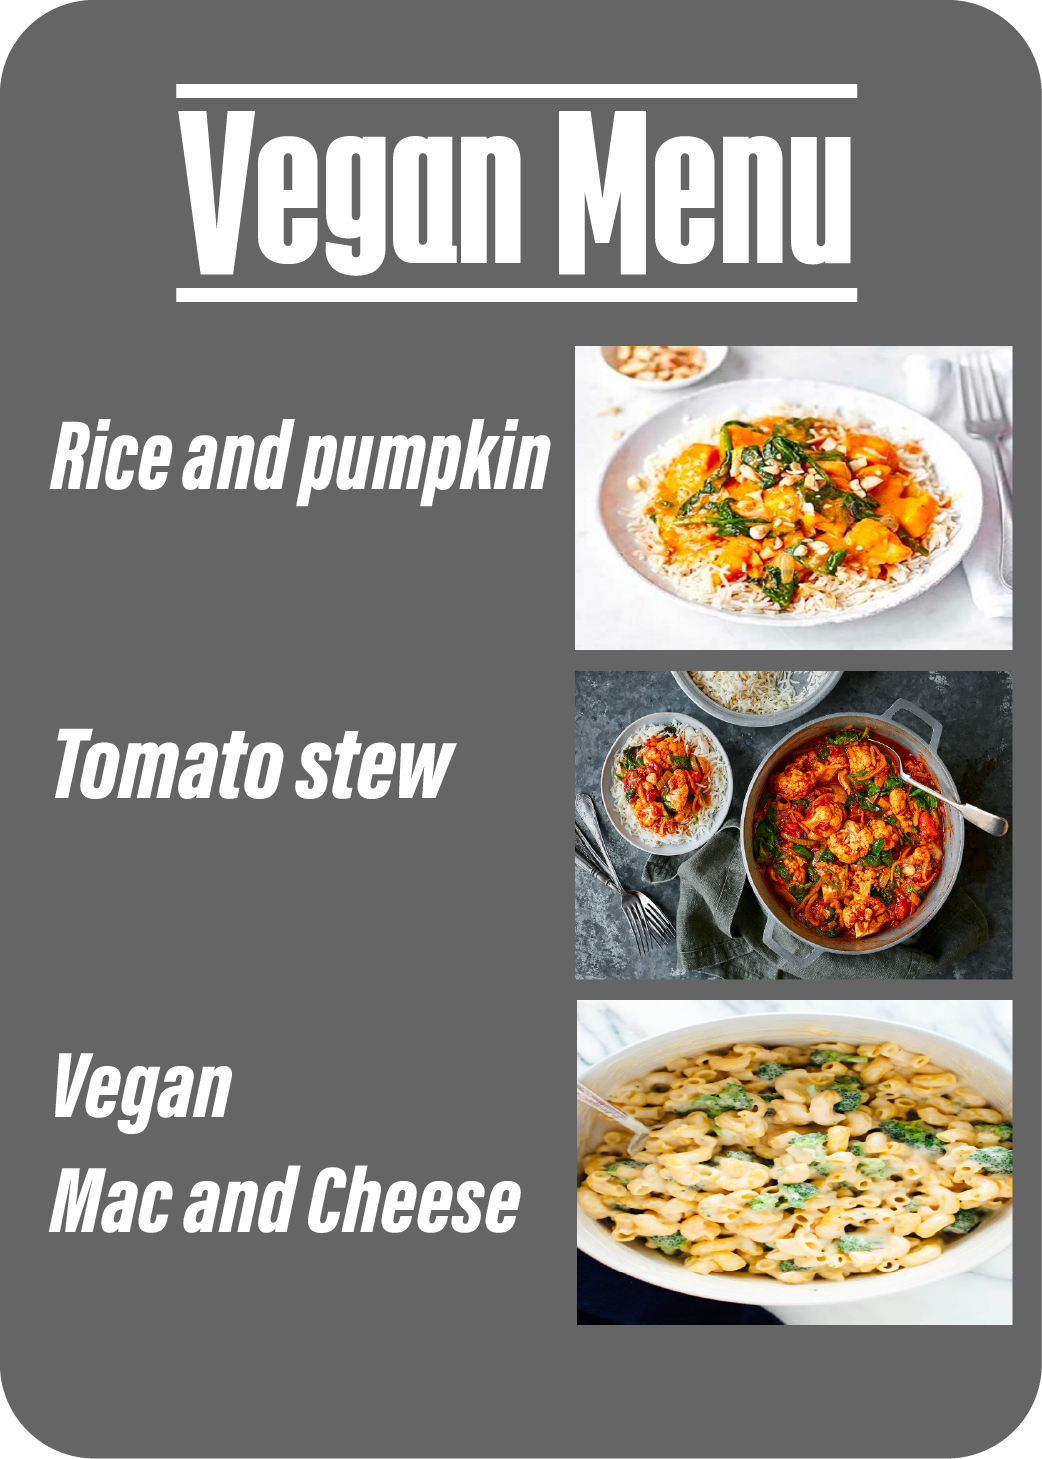 Vegan Menu
Rice and pumpkin
Tomato stew
Vegan
Mac and Cheese